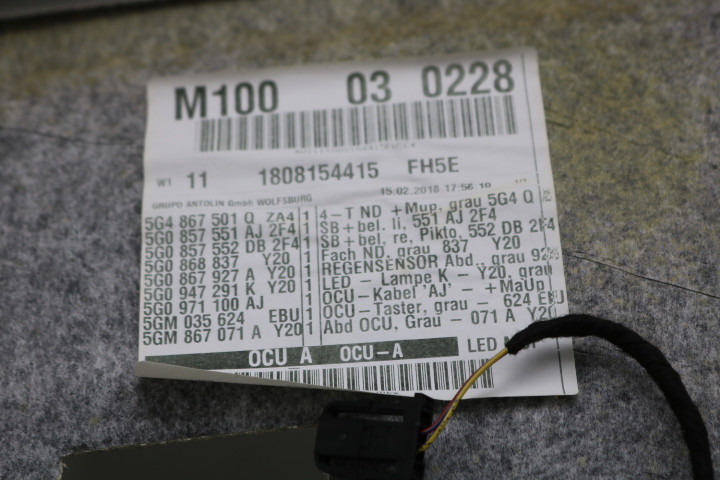 M100 03 0228
W1 11 1808154415 FH5E
GRUPO ANTOLIN GmbH WOLFSBURG 15.02.2018 17:56
5G4 867 501 Q ZA4 1 4-T ND +Mup, grau 5G4 Q
5G0 857 551 AJ 2F4 1 SB+bel. li, 551 AJ 2F4
5G0 857 552 DB 2F4 1 SB+bel, re, Pikto, 552 DB 2F4
5G0 868 837 Y20 1 Fach ND, grau 837 Y20
5G0 867 927 A Y20 1 REGENSENSOR Abd., grau
5G0 947 291 K Y20 1 LED - Lampe K - Y20, grau
5G0 971 100 AJ 1 OCU-Kabel 'AJ' - +MaUp
5GM 035 624 EBU 1 OCU-Taster, grau - 624 EBU
5GM 867 071 A Y20 1 Abd OCU, Grau - 071 A Y20
OCU A OCU-A LED